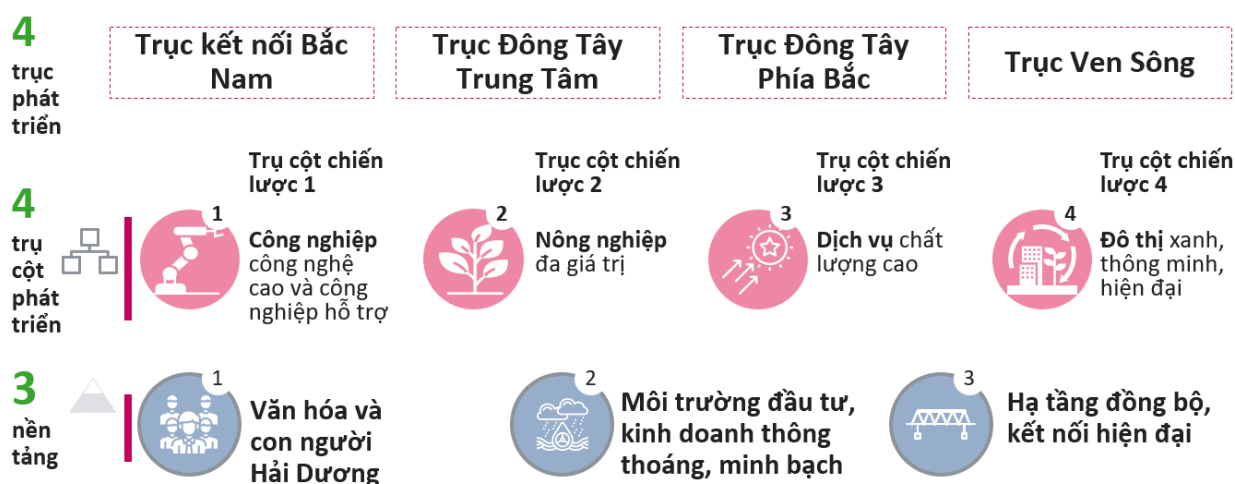 4
trục
phát
triển
Trục kết nối Bắc
Nam
Trục Đông Tây
Trung Tâm
Trục Đông Tây
Phía Bắc
Trục Ven Sông
4
trụ
cột
phát
triển
Trụ cột chiến
lược 1
1
Công nghiệp
công nghệ
cao và công
nghiệp hỗ trợ
Trục cột chiến
lược 2
2
Nông nghiệp
đa giá trị
Trụ cột chiến
lược 3
3
Dịch vụ chất
lượng cao
Trụ cột chiến
lược 4
4
Đô thị xanh,
thông minh,
hiện đại
3
nền
tảng
1
Văn hóa và
con người
Hải Dương
2
Môi trường đầu tư,
kinh doanh thông
thoáng, minh bạch
3
Hạ tầng đồng bộ,
kết nối hiện đại